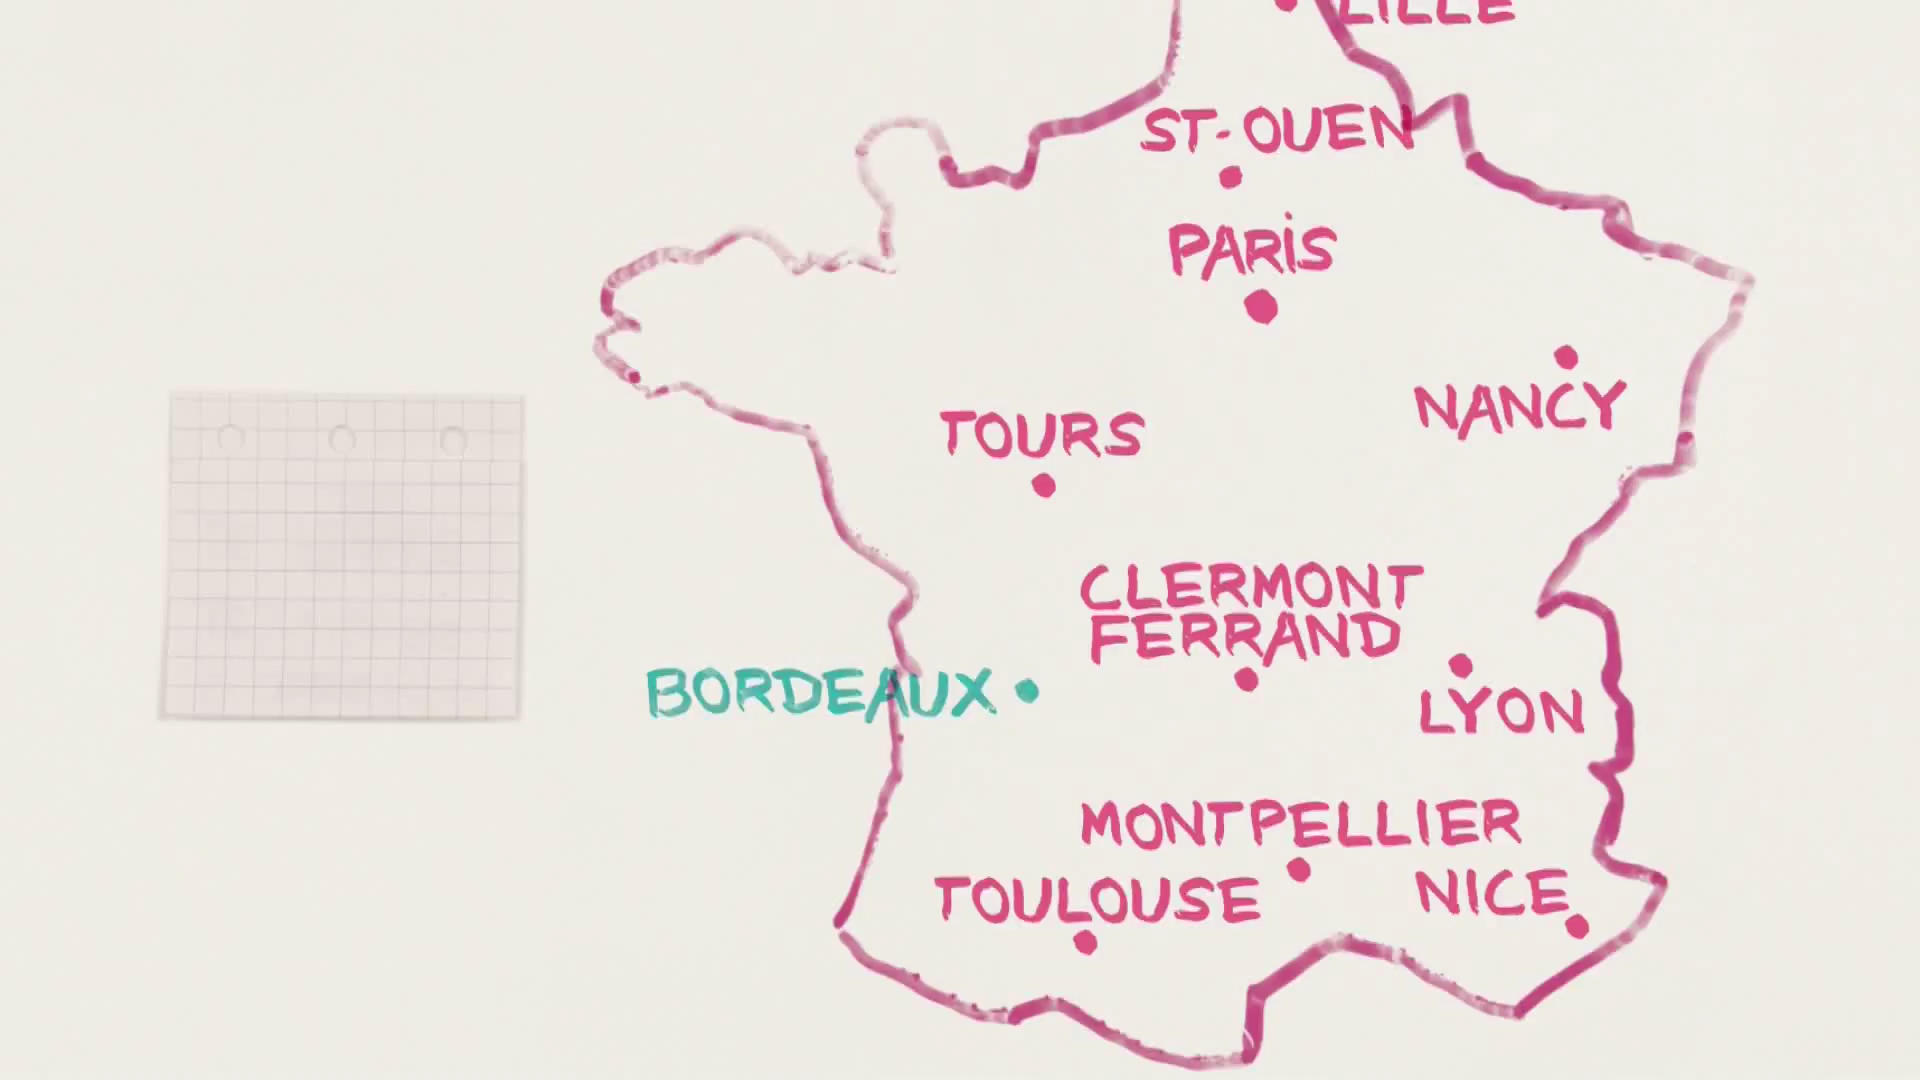 LILLE
ST-OUEN
PARIS
NANCY
TOURS
CLERMONT
FERRAND
BORDEAUX
LYON
MONTPELLIER
TOULOUSE
NICE